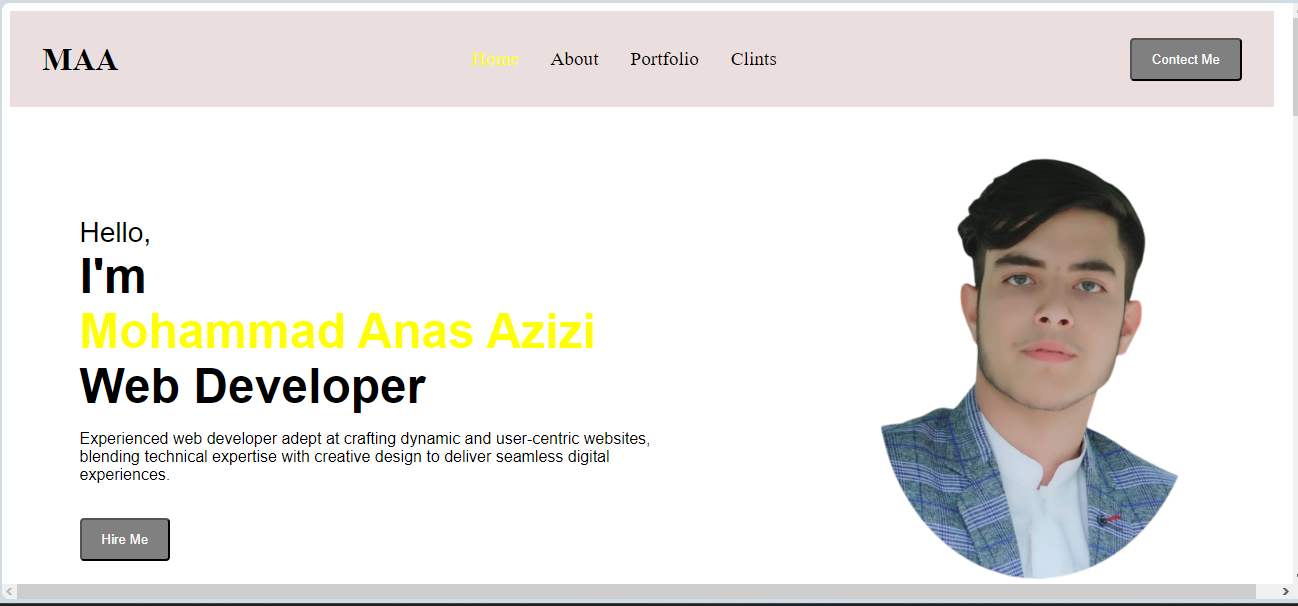 MAA
Home
About
Portfolio
Clints
Contect Me
Hello,
I'm
Mohammad Anas Azizi
Web Developer
Experienced web developer adept at crafting dynamic and user-centric websites,
blending technical expertise with creative design to deliver seamless digital
experiences.
Hire Me